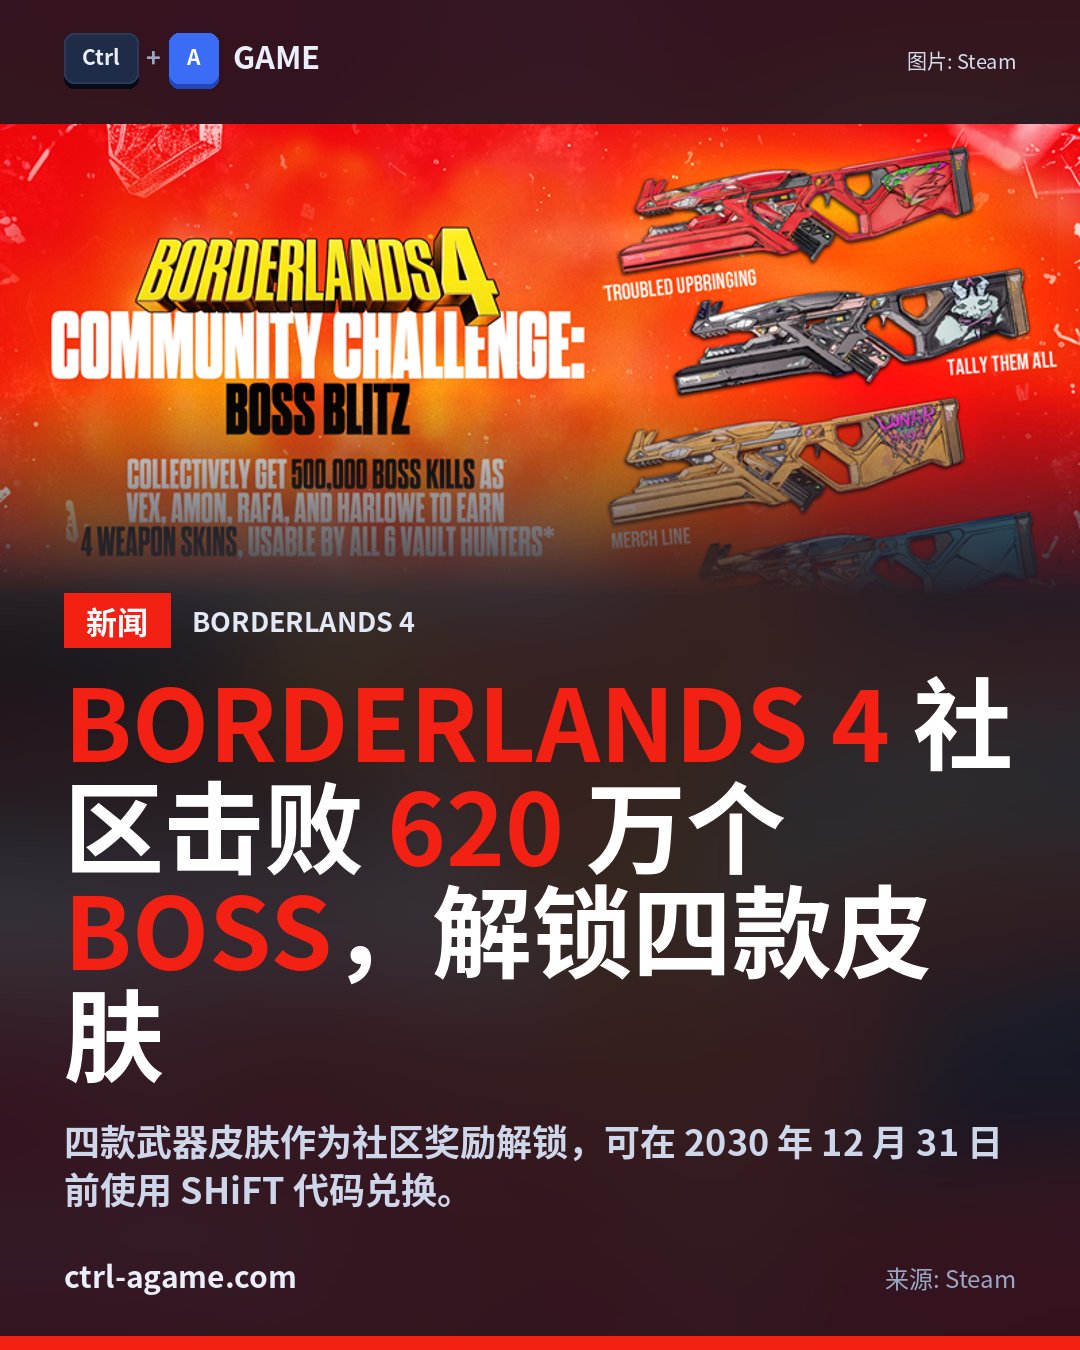 Ctrl + A GAME
图片: Steam
BORDERLANDS 4
COMMUNITY CHALLENGE:
BOSS BLITZ
COLLECTIVELY GET 500,000 BOSS KILLS AS
VEX, AMON, RAFA, AND HARLOWE TO EARN
4 WEAPON SKINS, USABLE BY ALL 6 VAULT HUNTERS*
TROUBLED UPBRINGING
TALLY THEM ALL
MERCH LINE
新闻 BORDERLANDS 4
BORDERLANDS 4 社
区击败 620 万个
BOSS，解锁四款皮
肤
四款武器皮肤作为社区奖励解锁，可在 2030 年 12 月 31 日
前使用 SHiFT 代码兑换。
ctrl-agame.com
来源: Steam